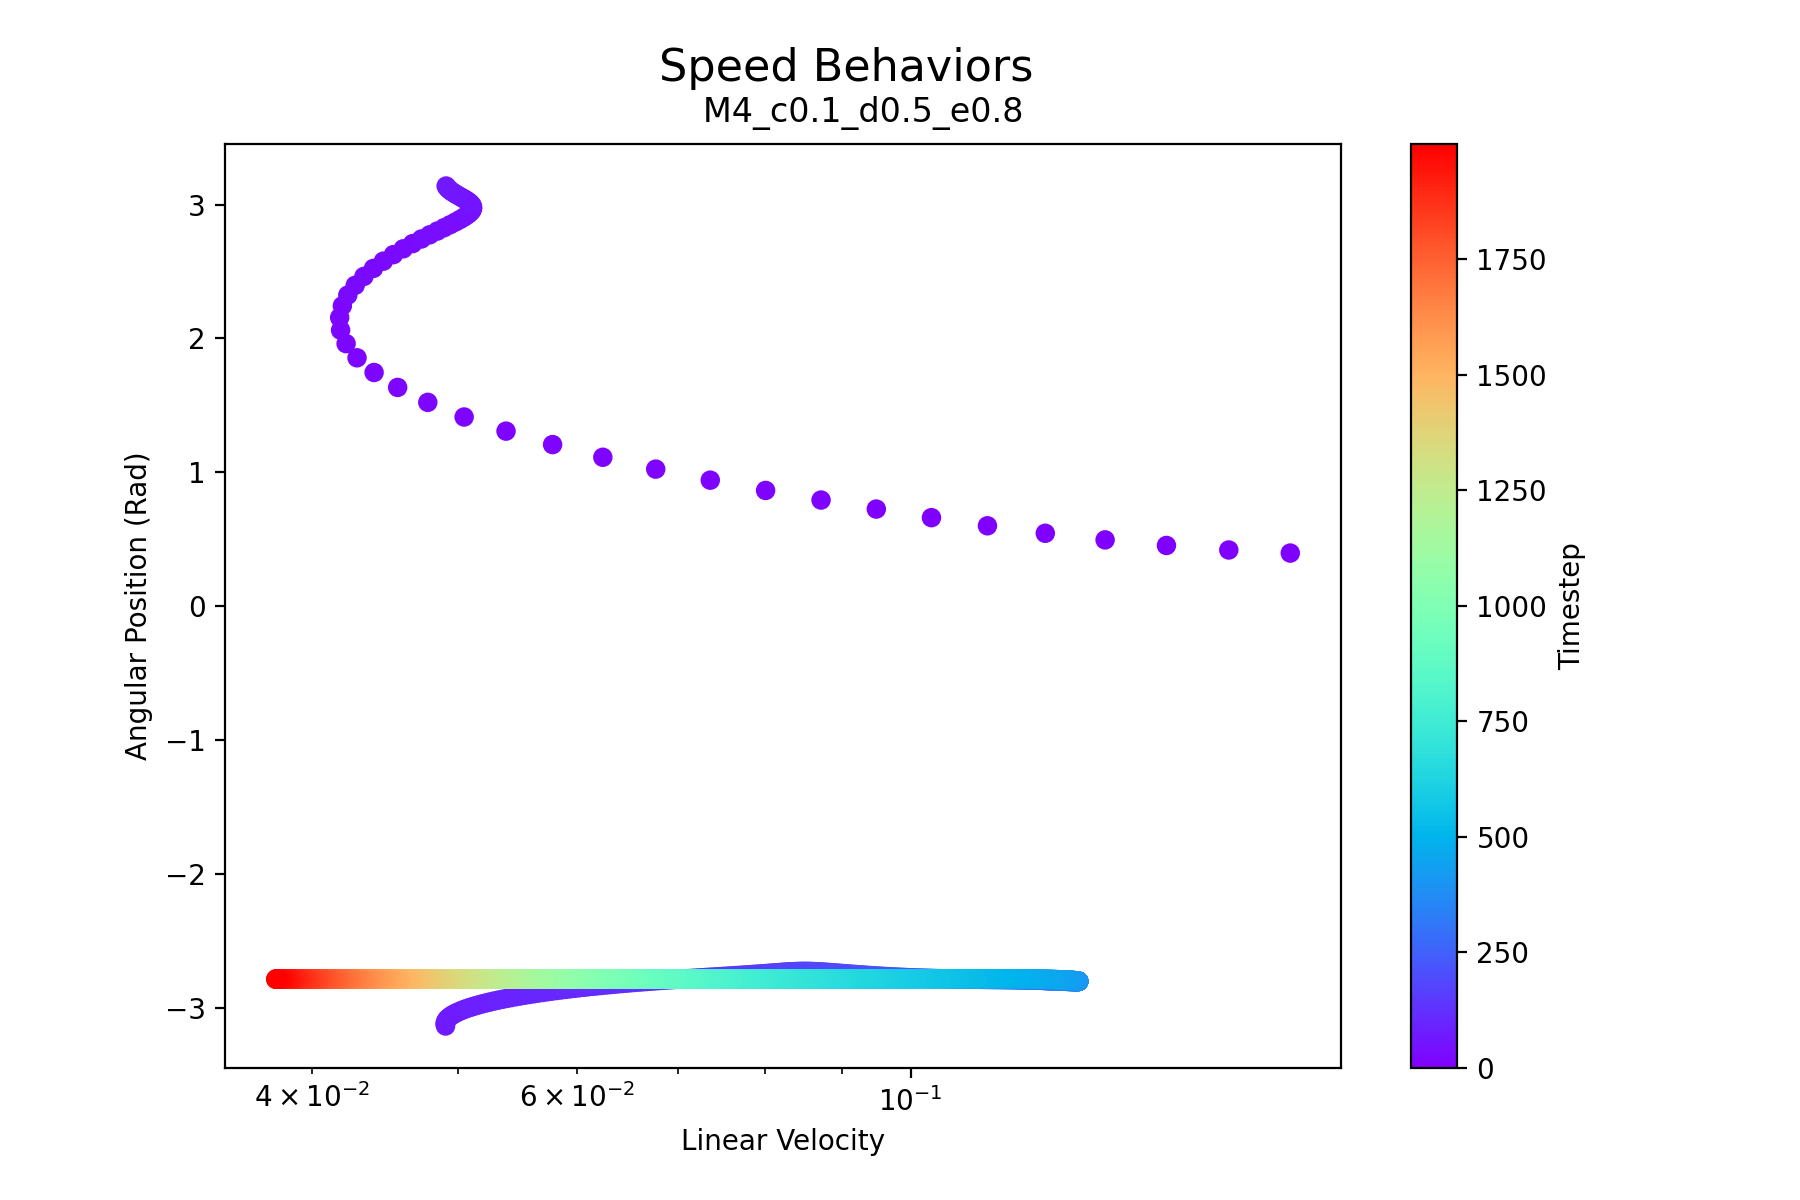 Speed Behaviors
M4_c0.1_d0.5_e0.8
Angular Position (Rad)
3
2
1
0
−1
−2
−3
4 × 10⁻²
6 × 10⁻²
10⁻¹
Linear Velocity
1750
1500
1250
1000
750
500
250
0
Timestep